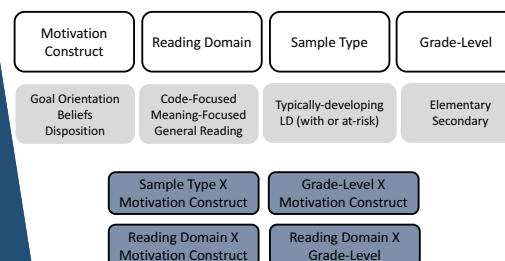 Motivation
Construct
Reading Domain
Sample Type
Grade-Level
Goal Orientation
Beliefs
Disposition
Code-Focused
Meaning-Focused
General Reading
Typically-developing
LD (with or at-risk)
Elementary
Secondary
Sample Type X
Motivation Construct
Grade-Level X
Motivation Construct
Reading Domain X
Motivation Construct
Reading Domain X
Grade-Level